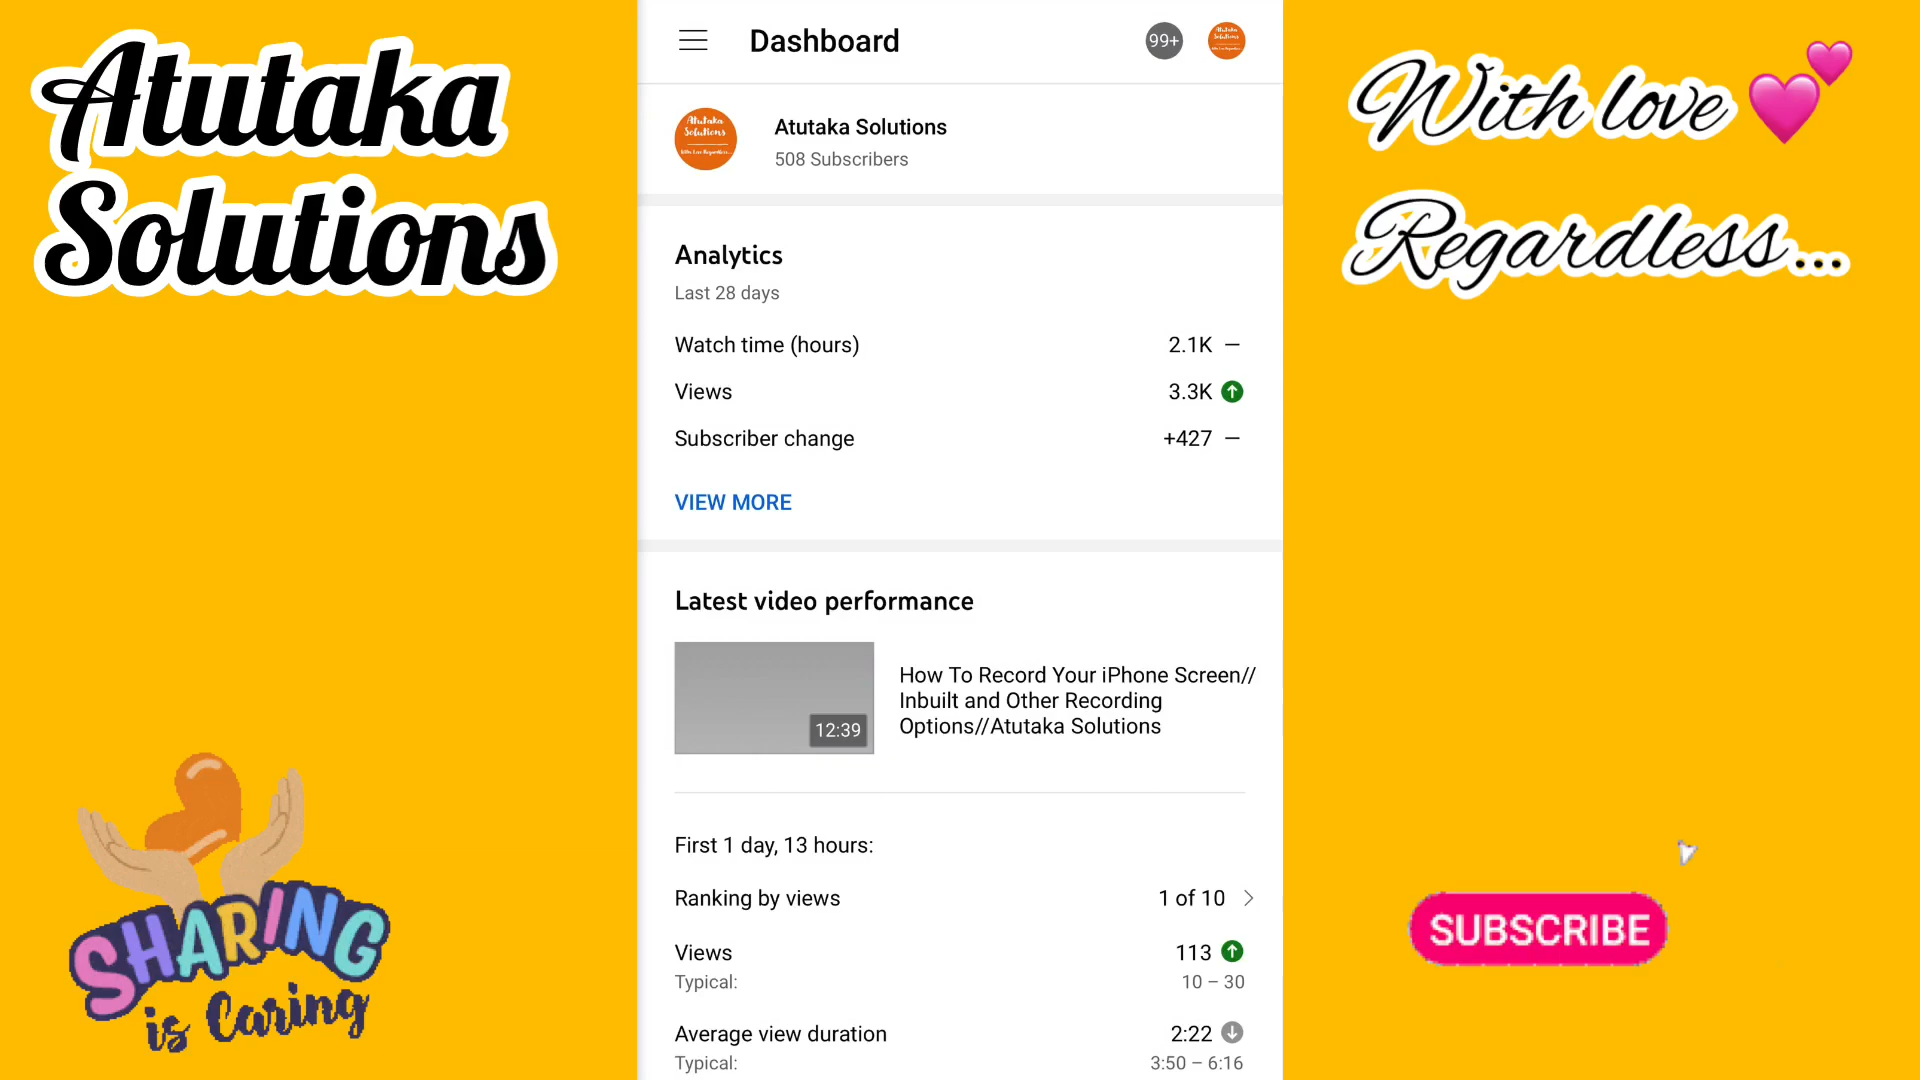 Atutaka
Solutions
Dashboard
99+
Atutaka Solutions
Atutaka Solutions
508 Subscribers
Analytics
Last 28 days
Watch time (hours) 2.1K —
Views 3.3K
Subscriber change +427 —
VIEW MORE
Latest video performance
12:39
How To Record Your iPhone Screen//
Inbuilt and Other Recording
Options//Atutaka Solutions
First 1 day, 13 hours:
Ranking by views 1 of 10
Views 113
Typical: 10 – 30
Average view duration 2:22
Typical: 3:50 – 6:16
With love
Regardless...
SHARING
is Caring
SUBSCRIBE